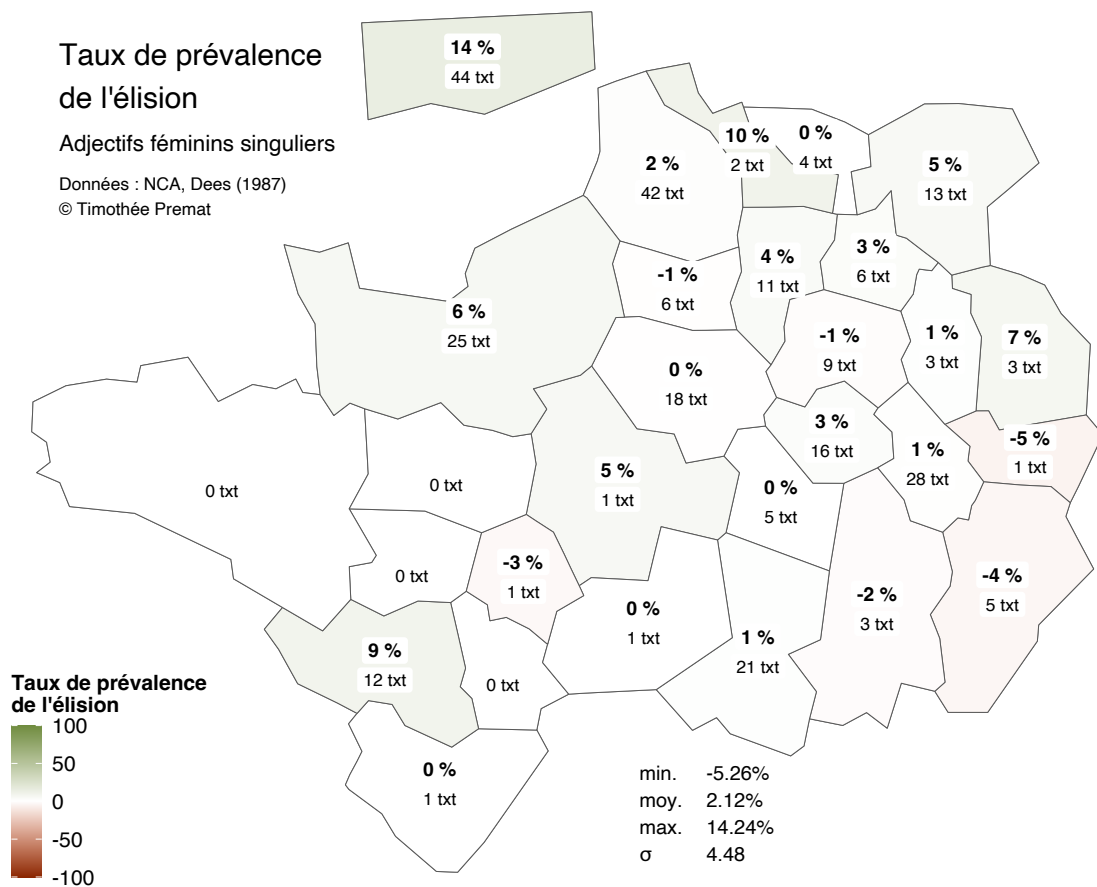 Taux de prévalence
de l'élision
Adjectifs féminins singuliers
Données : NCA, Dees (1987)
© Timothée Premat
14 %
44 txt
10 %
2 txt
0 %
4 txt
2 %
42 txt
5 %
13 txt
3 %
6 txt
4 %
11 txt
-1 %
6 txt
6 %
25 txt
-1 %
9 txt
1 %
3 txt
7 %
3 txt
0 %
18 txt
3 %
16 txt
1 %
28 txt
-5 %
1 txt
0 txt
0 txt
5 %
1 txt
0 %
5 txt
0 txt
-3 %
1 txt
0 %
1 txt
-2 %
3 txt
-4 %
5 txt
1 %
21 txt
9 %
12 txt
0 txt
0 %
1 txt
Taux de prévalence
de l'élision
100
50
0
-50
-100
min. -5.26%
moy. 2.12%
max. 14.24%
σ 4.48